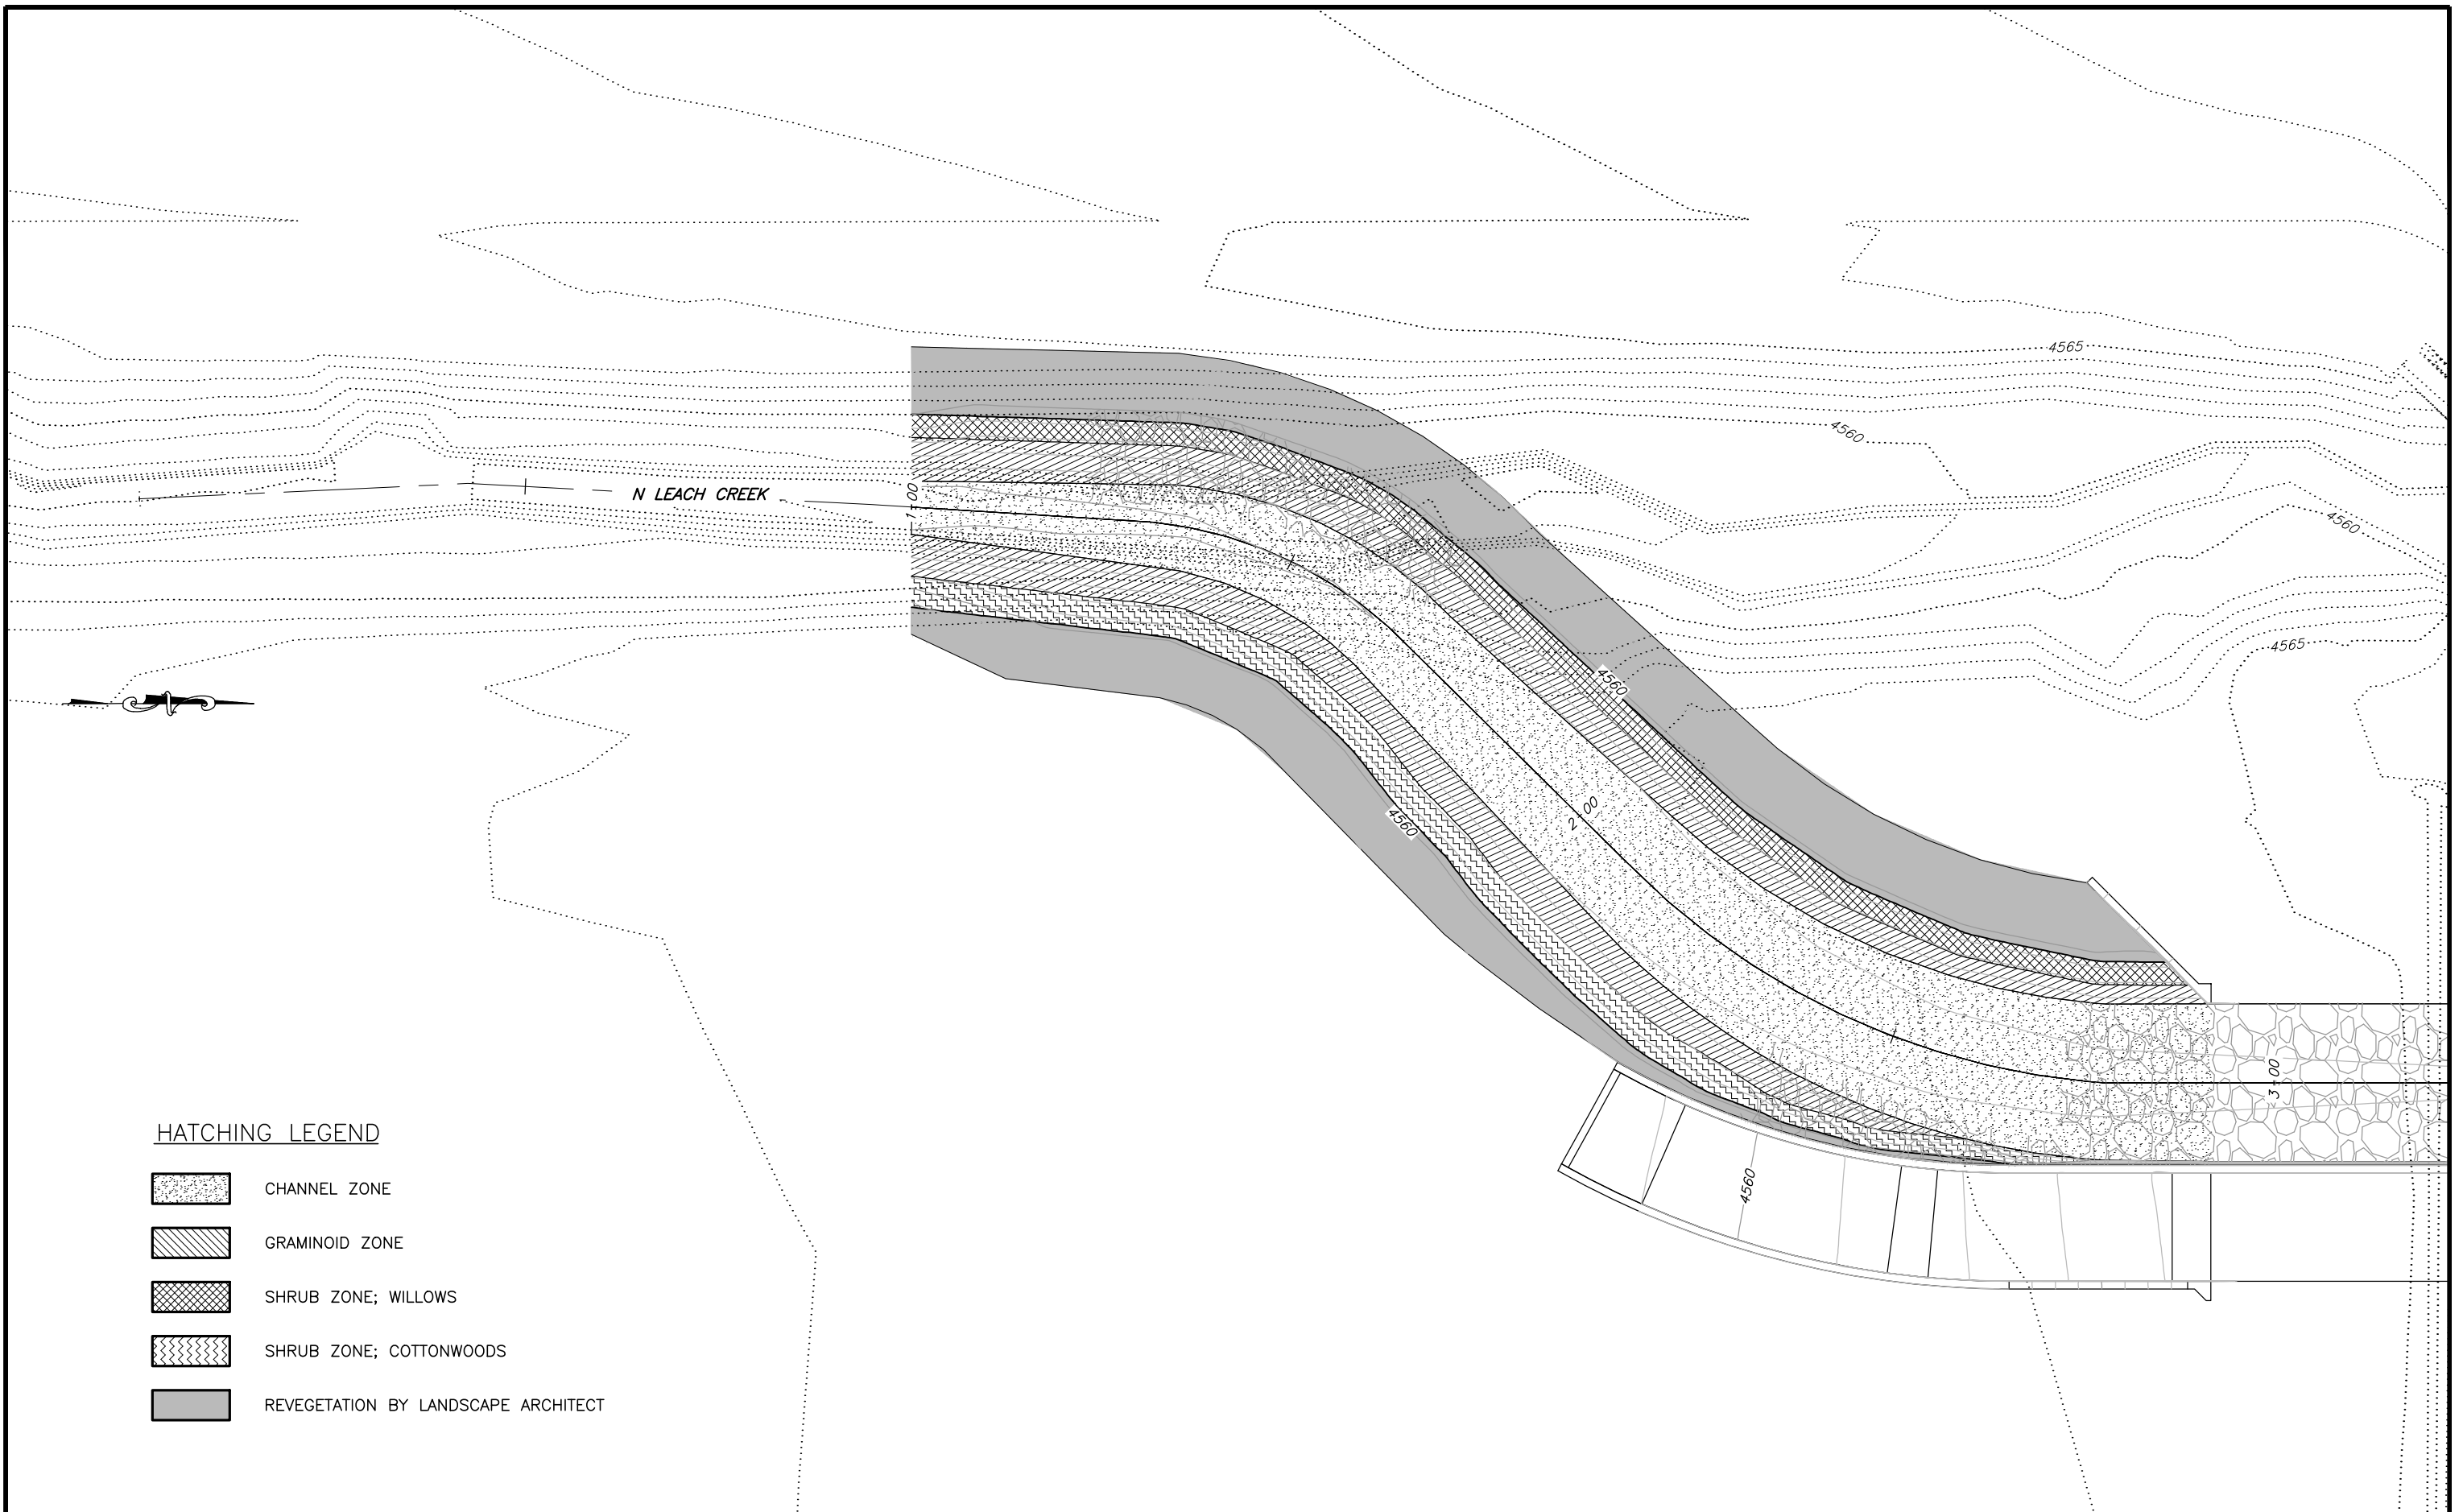 4565
4560
N LEACH CREEK
1+00
4560
4565
4560
2+00
4560
3+00
4560
HATCHING LEGEND
CHANNEL ZONE
GRAMINOID ZONE
SHRUB ZONE; WILLOWS
SHRUB ZONE; COTTONWOODS
REVEGETATION BY LANDSCAPE ARCHITECT